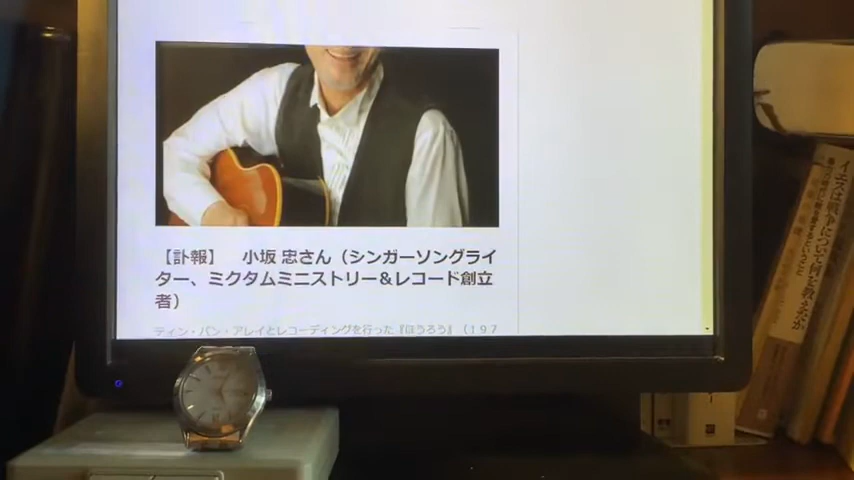 【訃報】 小坂 忠さん（シンガーソングライ
ター、ミクタムミニストリー＆レコード創立
者）
ティン・パン・アレイとレコーディングを行った『ほうろう』（１９７